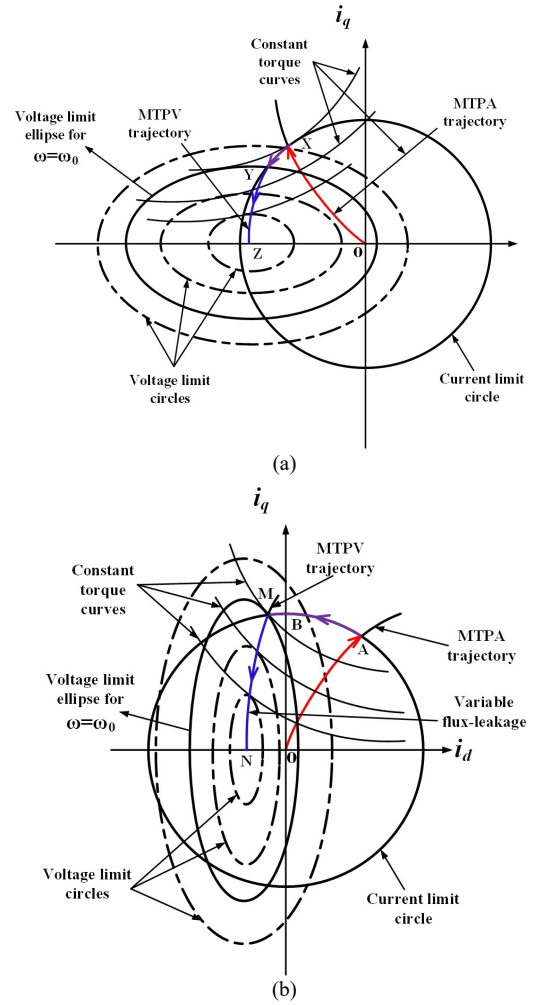 i_q
Constant
torque
curves
MTPA
trajectory
MTPV
trajectory
Voltage limit
ellipse for
ω=ω₀
X
Y
Z
0
Voltage limit
circles
Current limit
circle
(a)
i_q
MTPV
trajectory
Constant
torque
curves
M
B
A
MTPA
trajectory
Voltage limit
ellipse for
ω=ω₀
Variable
flux-leakage
N
0
i_d
Voltage limit
circles
Current limit
circle
(b)